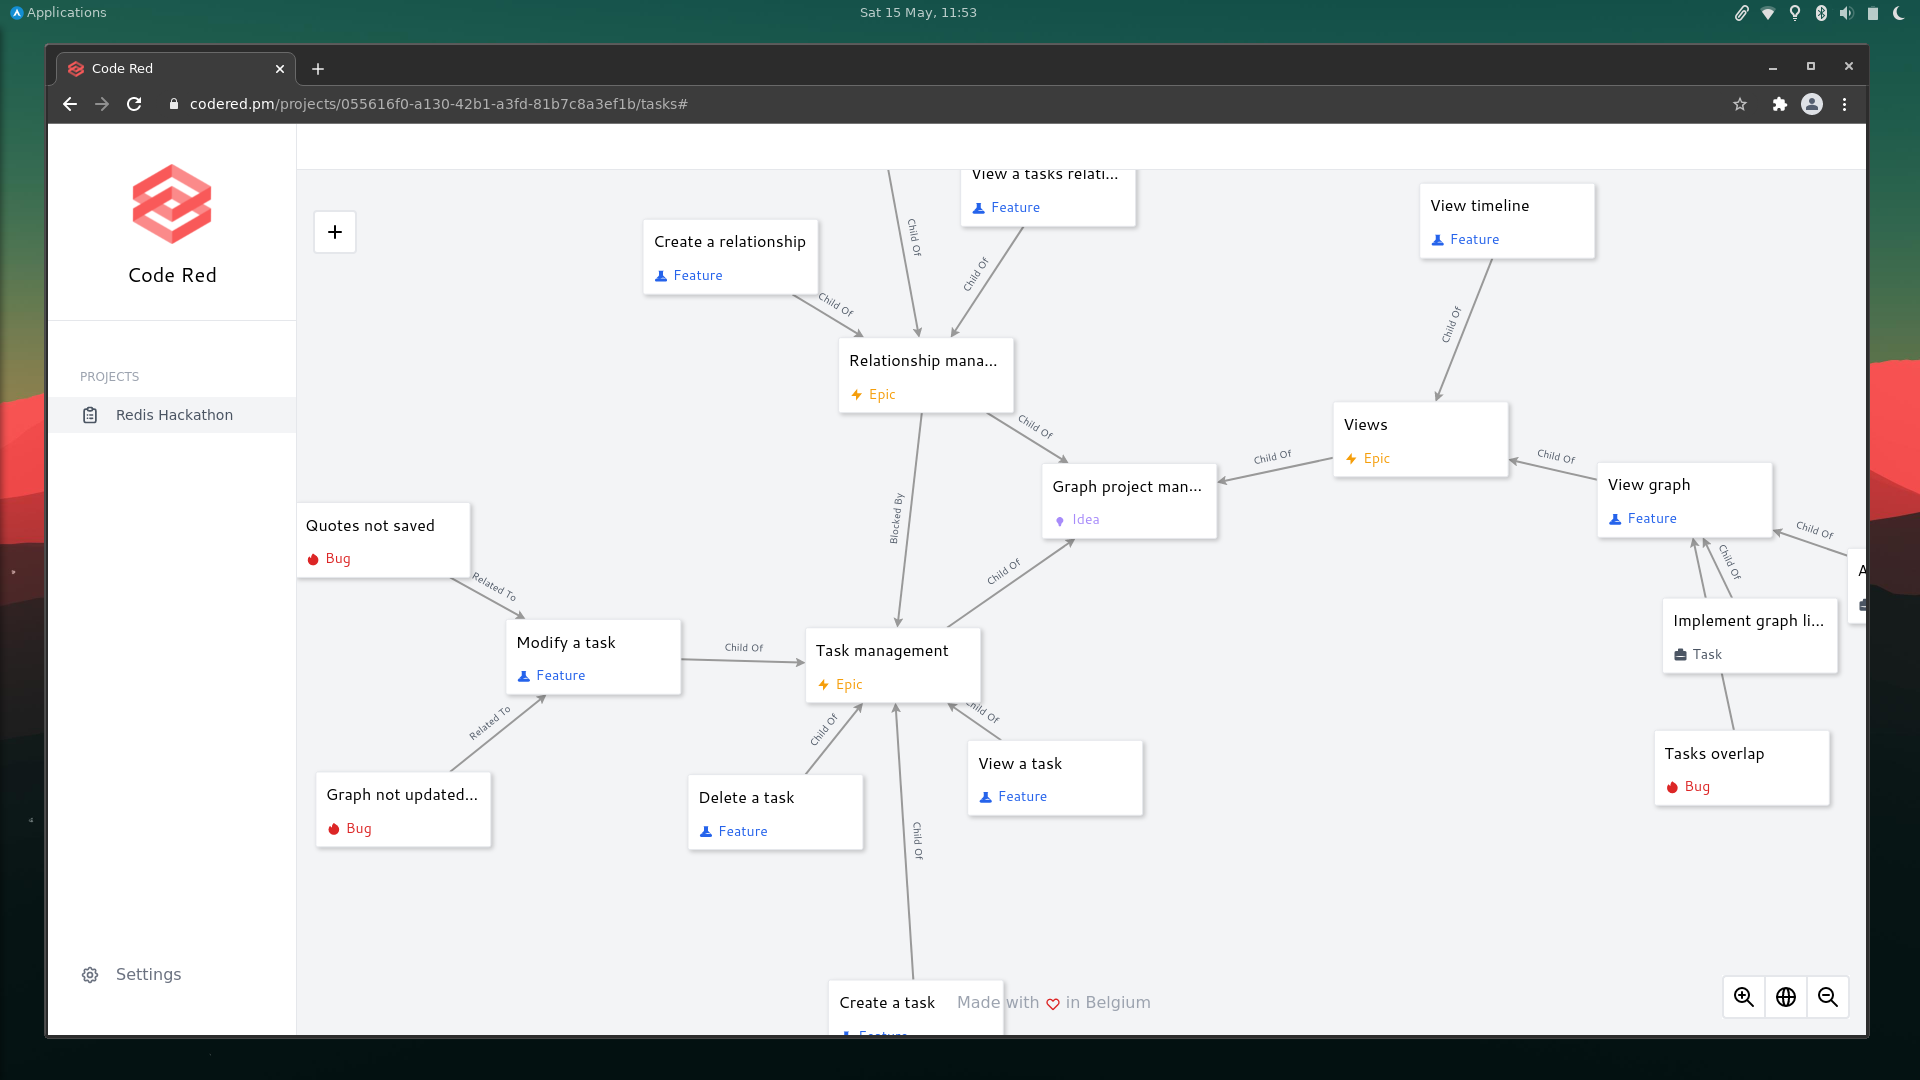 Applications
Sat 15 May, 11:53
Code Red
codered.pm/projects/055616f0-a130-42b1-a3fd-81b7c8a3ef1b/tasks#
Code Red
PROJECTS
Redis Hackathon
Settings
View a tasks relati...
Feature
View timeline
Feature
Create a relationship
Feature
Child Of
Child Of
Child Of
Child Of
Relationship mana...
Epic
Child Of
Views
Epic
Child Of
Child Of
View graph
Feature
Graph project man...
Idea
Blocked By
Quotes not saved
Bug
Child Of
Child Of
Child Of
A
Related To
Modify a task
Feature
Child Of
Task management
Epic
Implement graph li...
Task
Related To
Child Of
Child Of
Graph not updated...
Bug
Delete a task
Feature
View a task
Feature
Tasks overlap
Bug
Child Of
Create a task
Feature
Made with in Belgium